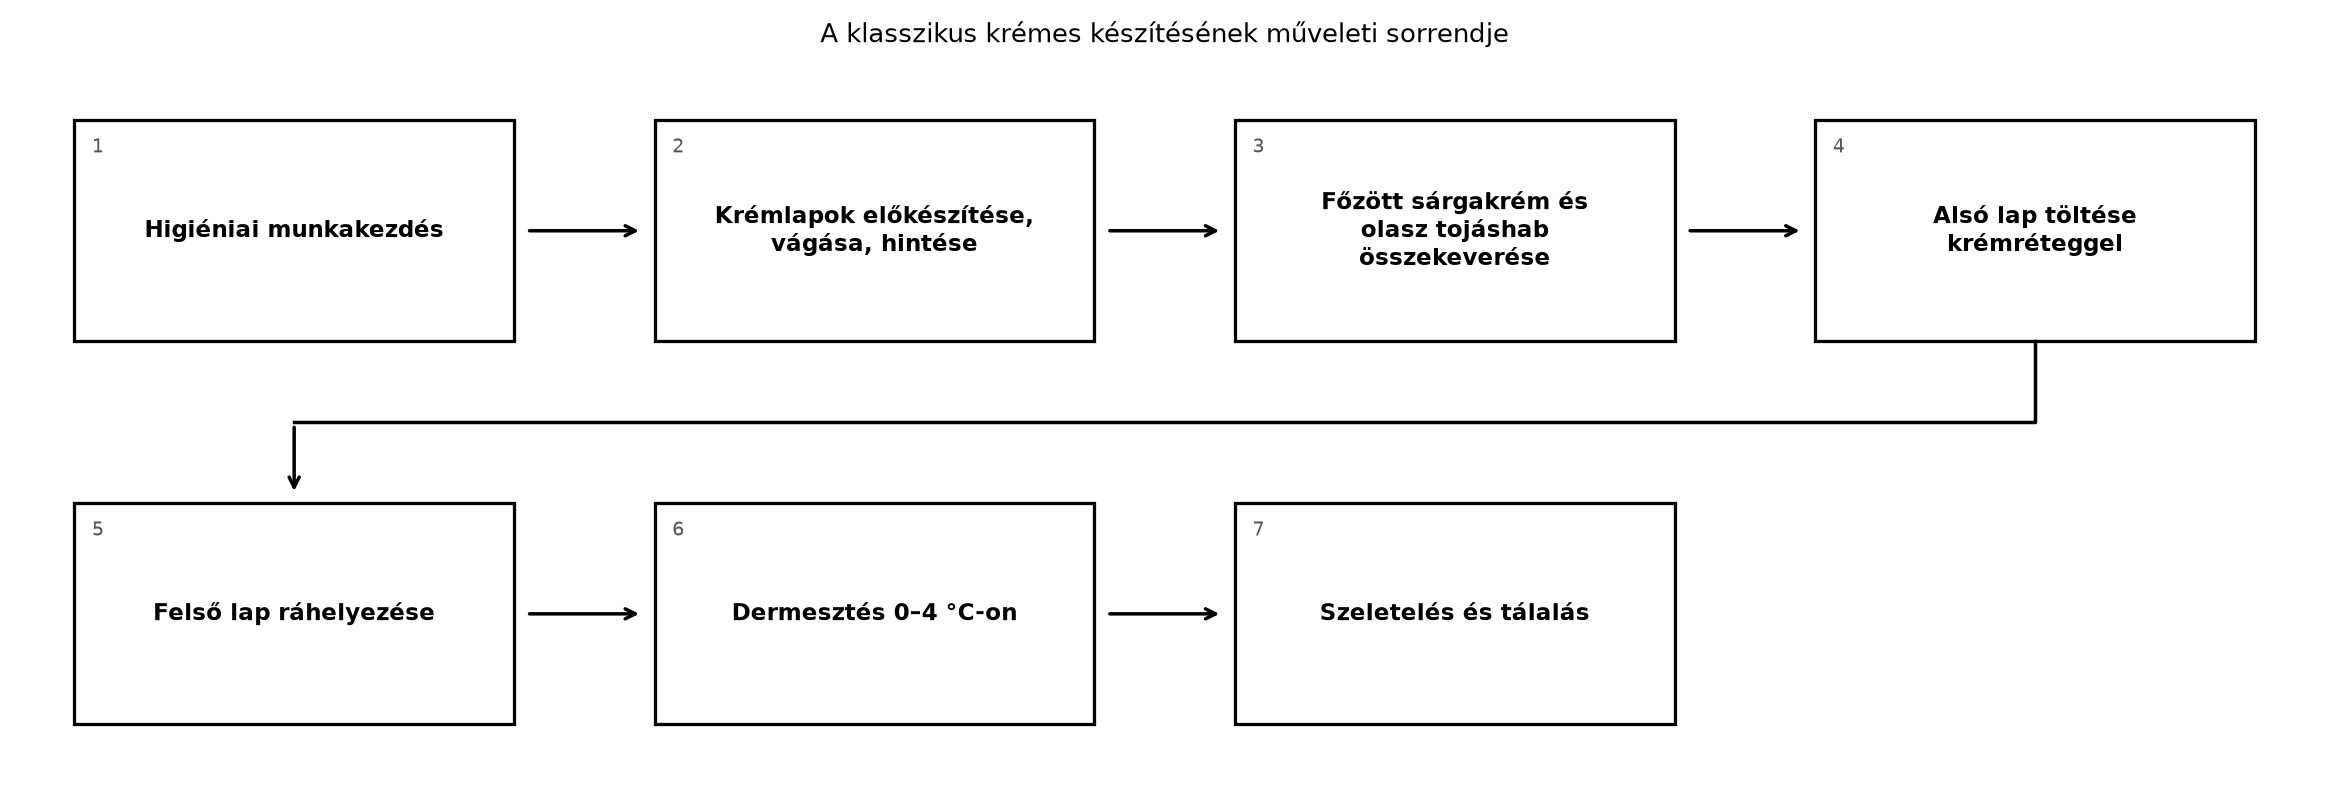 A klasszikus krémes készítésének műveleti sorrendje
1
Higiéniai munkakezdés
2
Krémlapok előkészítése,
vágása, hintése
3
Főzött sárgakrém és
olasz tojáshab
összekeverése
4
Alsó lap töltése
krémréteggel
5
Felső lap ráhelyezése
6
Dermesztés 0–4 °C-on
7
Szeletelés és tálalás